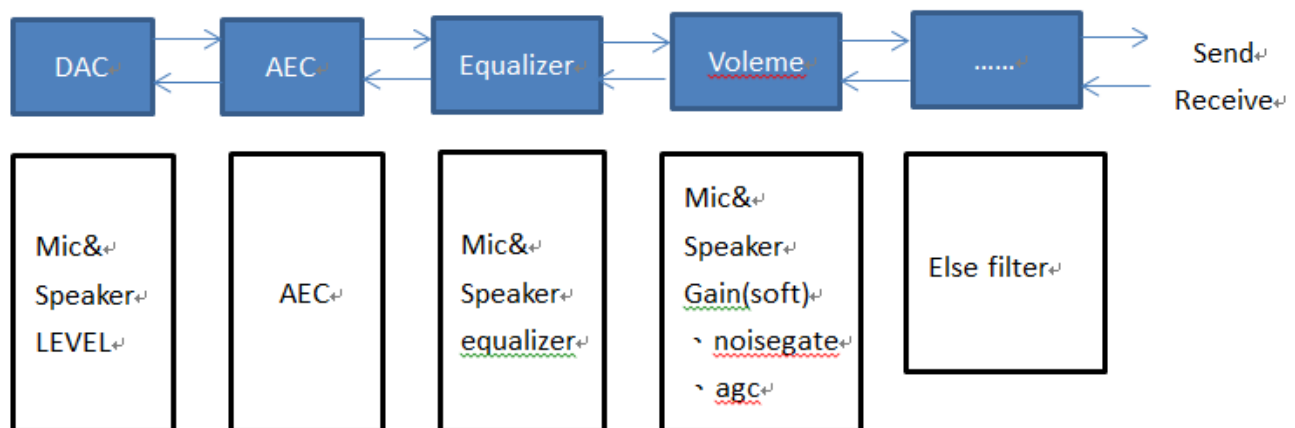 DAC
AEC
Equalizer
Voleme
......
Send
Receive
Mic&
Speaker
LEVEL
AEC
Mic&
Speaker
equalizer
Mic&
Speaker
Gain(soft)
、noisegate
、agc
Else filter